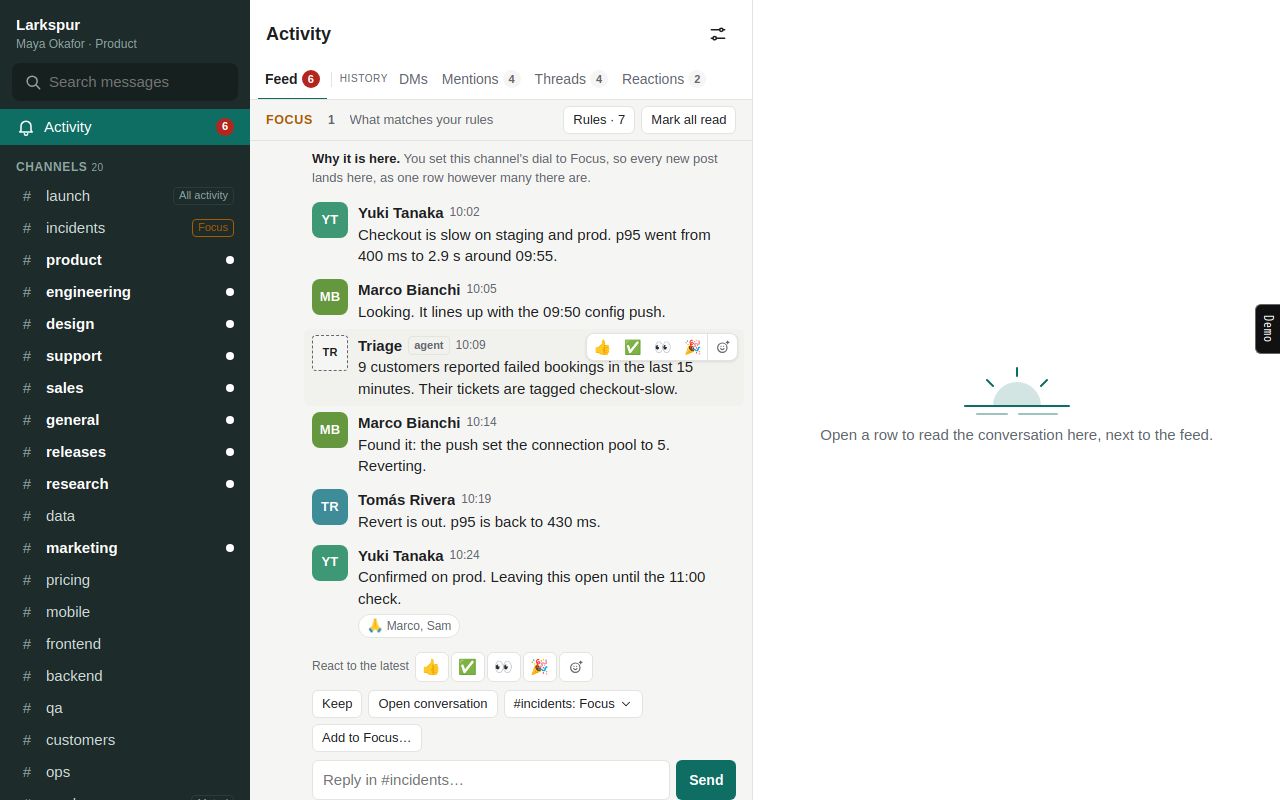 Larkspur
Maya Okafor · Product
Search messages
Activity
6
CHANNELS 20
# launch
All activity
# incidents
Focus
# product
# engineering
# design
# support
# sales
# general
# releases
# research
# data
# marketing
# pricing
# mobile
# frontend
# backend
# qa
# customers
# ops
Activity
Feed 6
HISTORY
DMs
Mentions 4
Threads 4
Reactions 2
FOCUS 1 What matches your rules
Rules · 7
Mark all read
Why it is here. You set this channel's dial to Focus, so every new post
lands here, as one row however many there are.
YT
Yuki Tanaka 10:02
Checkout is slow on staging and prod. p95 went from
400 ms to 2.9 s around 09:55.
MB
Marco Bianchi 10:05
Looking. It lines up with the 09:50 config push.
TR
Triage agent 10:09
9 customers reported failed bookings in the last 15
minutes. Their tickets are tagged checkout-slow.
MB
Marco Bianchi 10:14
Found it: the push set the connection pool to 5.
Reverting.
TR
Tomás Rivera 10:19
Revert is out. p95 is back to 430 ms.
YT
Yuki Tanaka 10:24
Confirmed on prod. Leaving this open until the 11:00
check.
🙏 Marco, Sam
React to the latest
Keep
Open conversation
#incidents: Focus
Add to Focus…
Reply in #incidents…
Send
Open a row to read the conversation here, next to the feed.
Demo